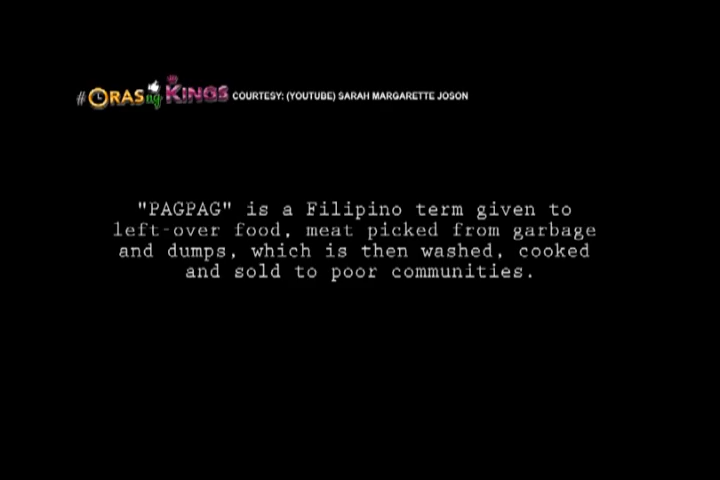 #ORAS ng KINGS COURTESY: (YOUTUBE) SARAH MARGARETTE JOSON
"PAGPAG" is a Filipino term given to
left-over food, meat picked from garbage
and dumps, which is then washed, cooked
and sold to poor communities.